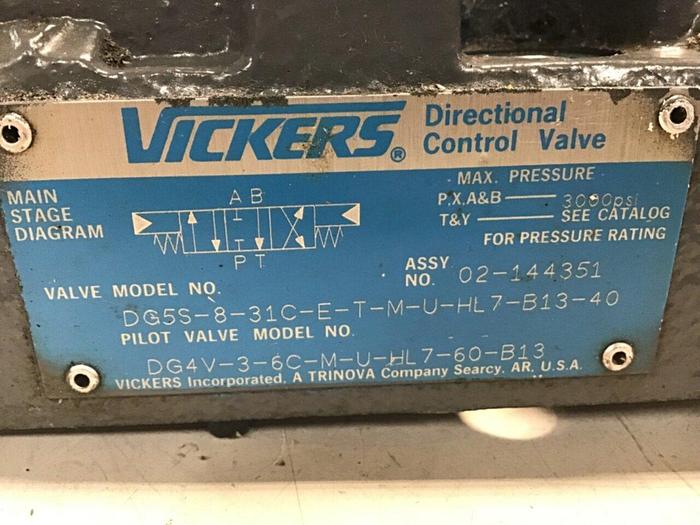 VICKERS®
Directional
Control Valve
MAIN
STAGE
DIAGRAM
A B
P T
MAX. PRESSURE
P.X.A&B 3000psi
T&Y SEE CATALOG
FOR PRESSURE RATING
ASSY
NO. 02-144351
VALVE MODEL NO.
DG5S-8-31C-E-T-M-U-HL7-B13-40
PILOT VALVE MODEL NO.
DG4V-3-6C-M-U-HL7-60-B13
VICKERS Incorporated. A TRINOVA Company Searcy. AR. U.S.A.